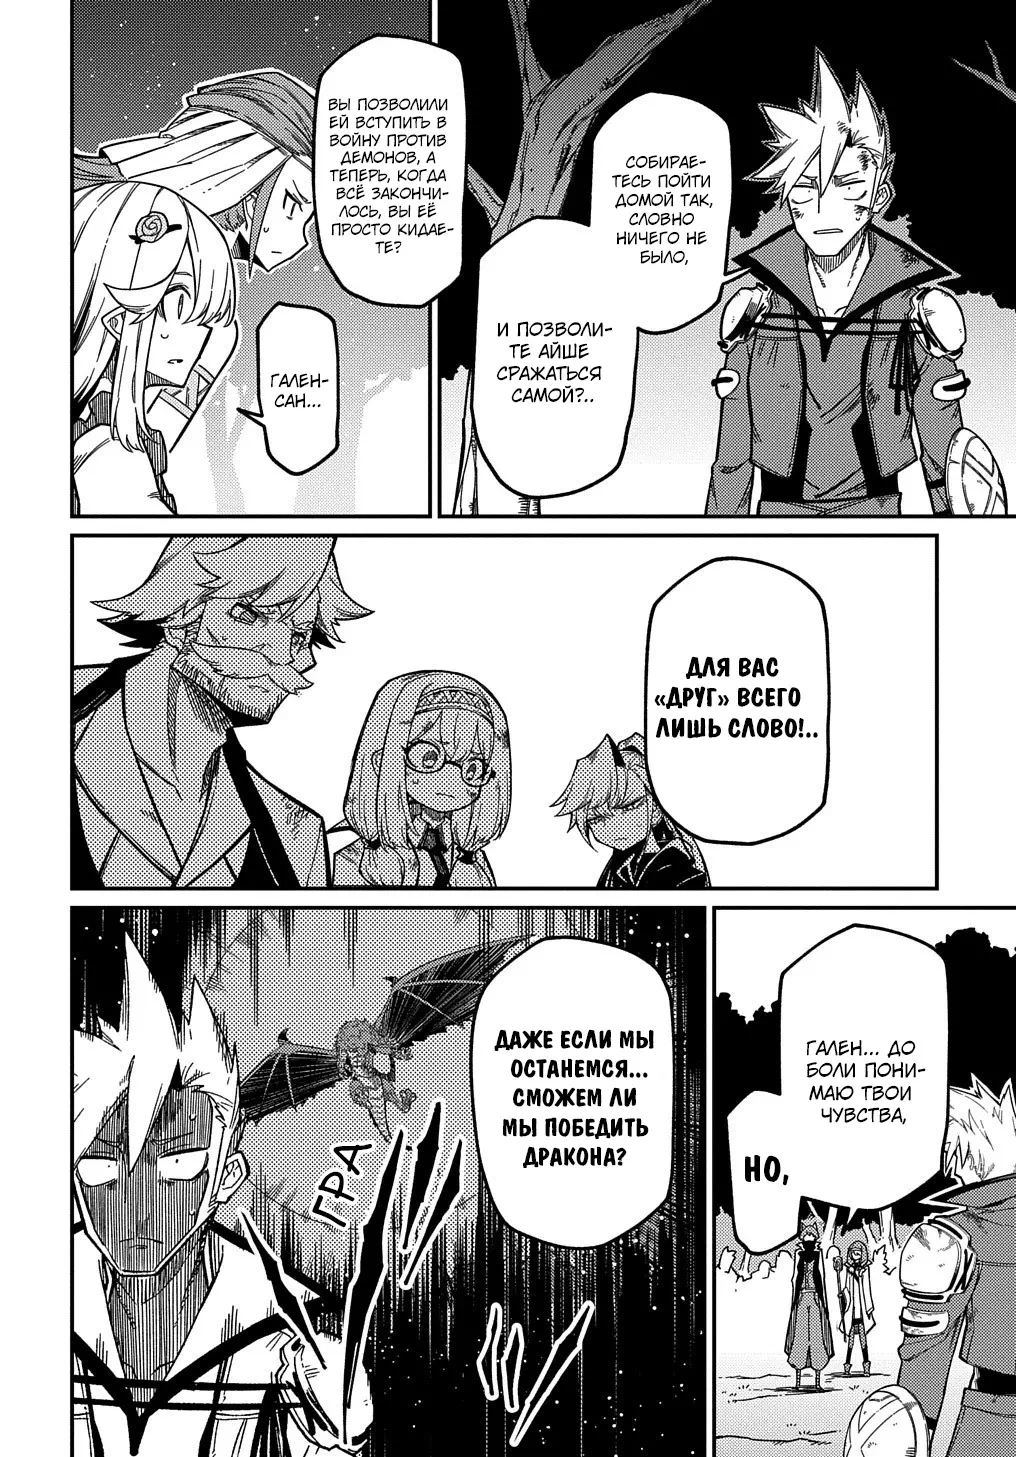 СОБИРАЕ-
ТЕСЬ ПОЙТИ
ДОМОЙ ТАК,
СЛОВНО
НИЧЕГО НЕ
БЫЛО,
И ПОЗВОЛИ-
ТЕ АЙШЕ
СРАЖАТЬСЯ
САМОЙ?..
ВЫ ПОЗВОЛИЛИ
ЕЙ ВСТУПИТЬ В
ВОЙНУ ПРОТИВ
ДЕМОНОВ, А
ТЕПЕРЬ, КОГДА
ВСЁ ЗАКОНЧИ-
ЛОСЬ, ВЫ ЕЁ
ПРОСТО КИДАЕ-
ТЕ?
ГАЛЕН-
САН...
ДЛЯ ВАС
«ДРУГ» ВСЕГО
ЛИШЬ СЛОВО!..
ГАЛЕН... ДО
БОЛИ ПОНИ-
МАЮ ТВОИ
ЧУВСТВА,
НО,
ДАЖЕ ЕСЛИ МЫ
ОСТАНЕМСЯ...
СМОЖЕМ ЛИ
МЫ ПОБЕДИТЬ
ДРАКОНА?
ГРА